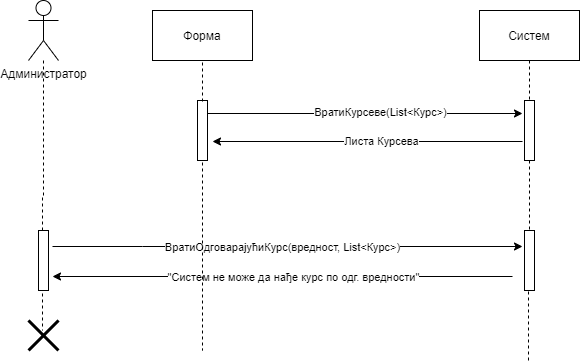 Форма
Систем
Администратор
ВратиКурсеве(List<Курс>)
Листа Курсева
ВратиОдговарајућиКурс(вредност, List<Курс>)
"Систем не може да нађе курс по одг. вредности"